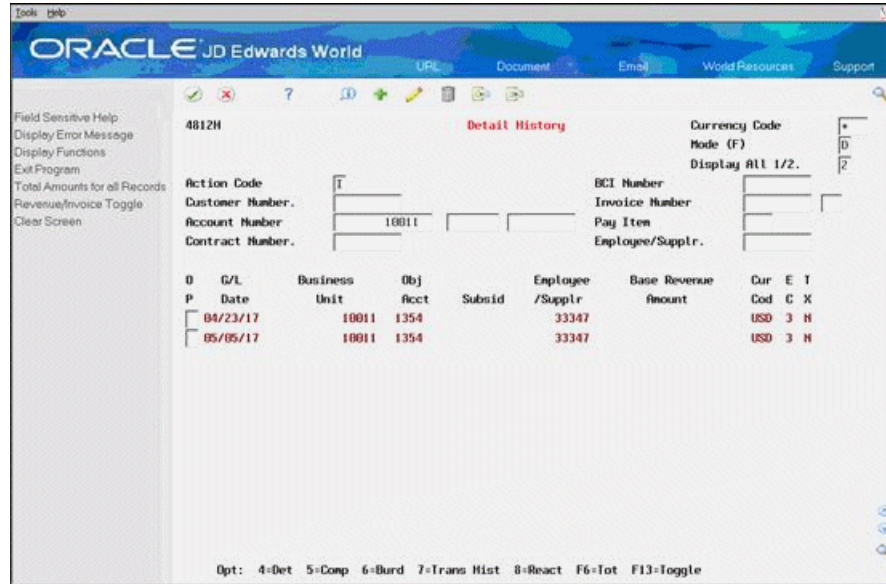 Tools Help
ORACLE JD Edwards World
URL Document Email World Resources Support
Field Sensitive Help
Display Error Message
Display Functions
Exit Program
Total Amounts for all Records
Revenue/Invoice Toggle
Clear Screen
4812H Detail History Currency Code *
Mode (F) D
Display All 1/2. 2
Action Code I BCI Number
Customer Number. Invoice Number
Account Number 10011 Pay Item
Contract Number. Employee/Supplr.
O G/L Business Obj Employee Base Revenue Cur E T
P Date Unit Acct Subsid /Supplr Amount Cod C X
04/23/17 10011 1354 33347 USD 3 N
05/05/17 10011 1354 33347 USD 3 N
Opt: 4=Det 5=Comp 6=Burd 7=Trans Hist 8=React F6=Tot F13=Toggle